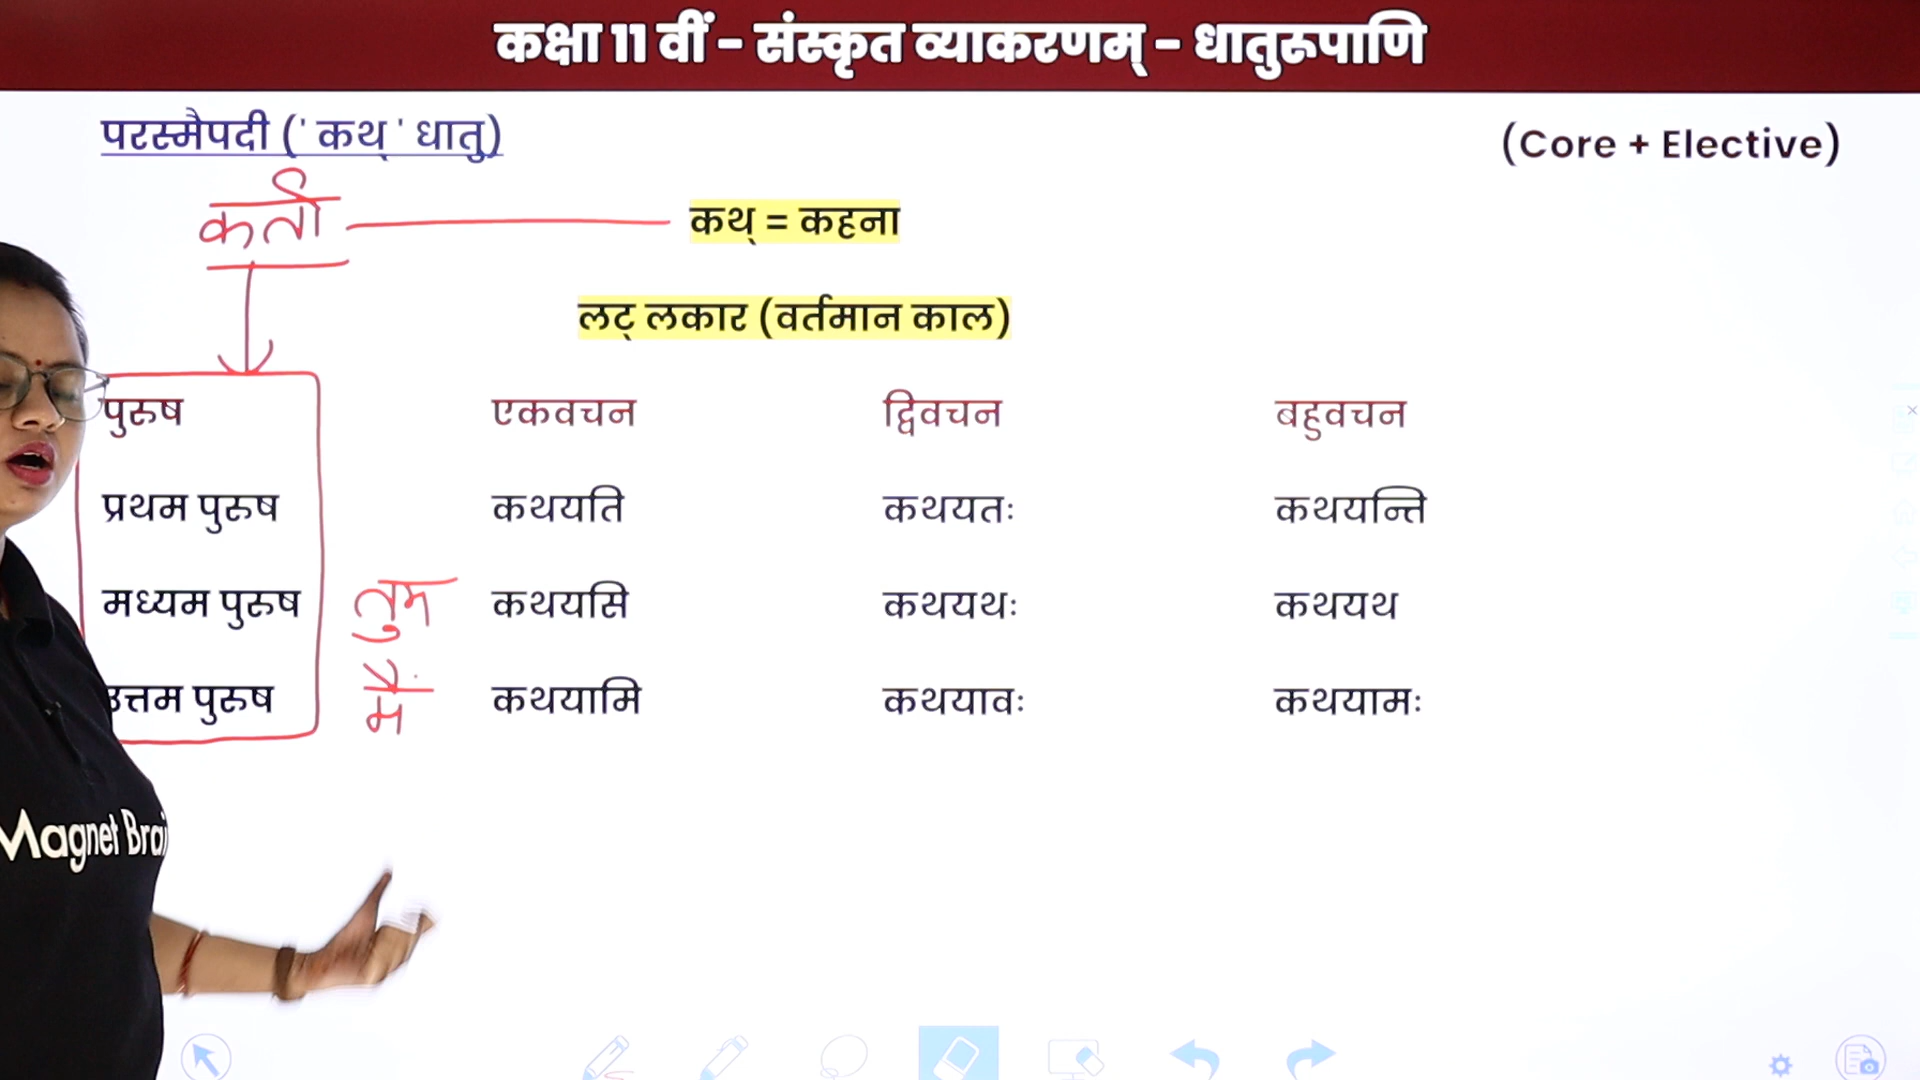 कक्षा 11 वीं - संस्कृत व्याकरणम् - धातुरूपाणि
परस्मैपदी (' कथ् ' धातु)
(Core + Elective)
कर्ता
कथ् = कहना
लट् लकार (वर्तमान काल)
पुरुष एकवचन द्विवचन बहुवचन
प्रथम पुरुष कथयति कथयतः कथयन्ति
मध्यम पुरुष तुम कथयसि कथयथः कथयथ
उत्तम पुरुष मैं कथयामि कथयावः कथयामः
Magnet Brai